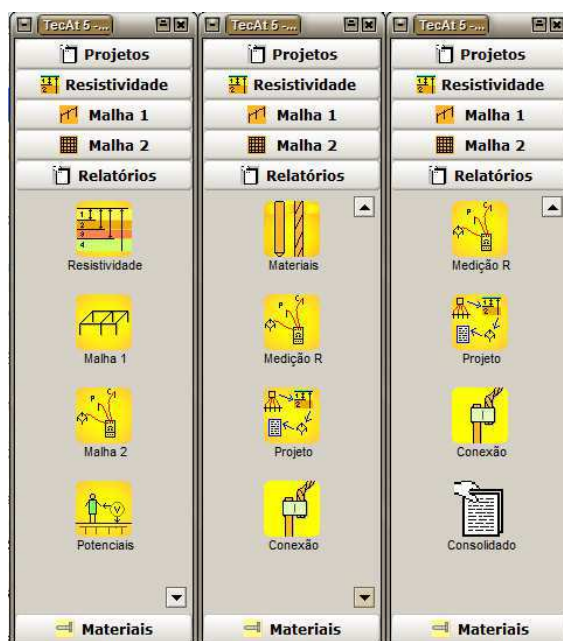 TecAt 5 -...
Projetos
Resistividade
Malha 1
Malha 2
Relatórios
Resistividade
Malha 1
Malha 2
Potenciais
Materiais
TecAt 5 -...
Projetos
Resistividade
Malha 1
Malha 2
Relatórios
Materiais
Medição R
Projeto
Conexão
Materiais
TecAt 5 -...
Projetos
Resistividade
Malha 1
Malha 2
Relatórios
Medição R
Projeto
Conexão
Consolidado
Materiais